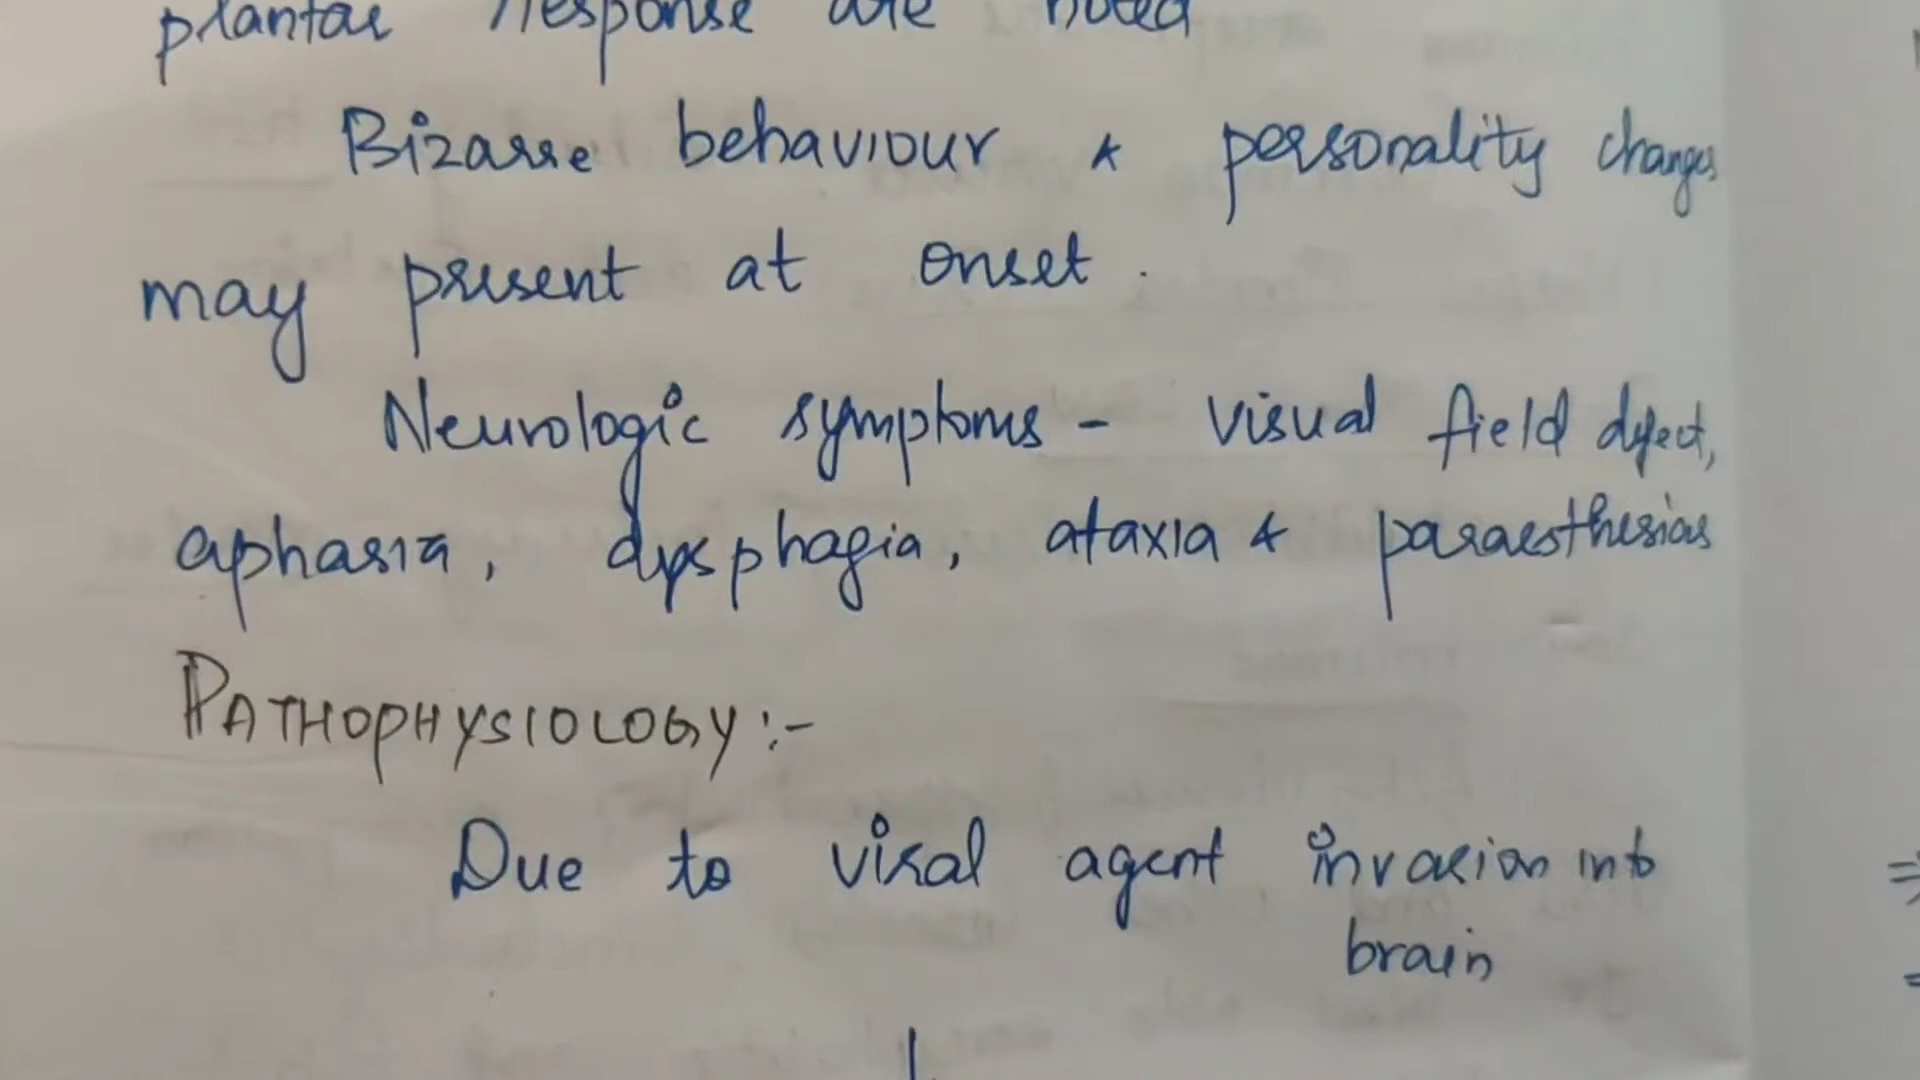 plantar response are noted
Bizarre behaviour & personality changes
may present at onset.
Neurologic symptoms - visual field defect,
aphasia, dysphagia, ataxia & paraesthesias
PATHOPHYSIOLOGY :-
Due to viral agent invasion into
brain